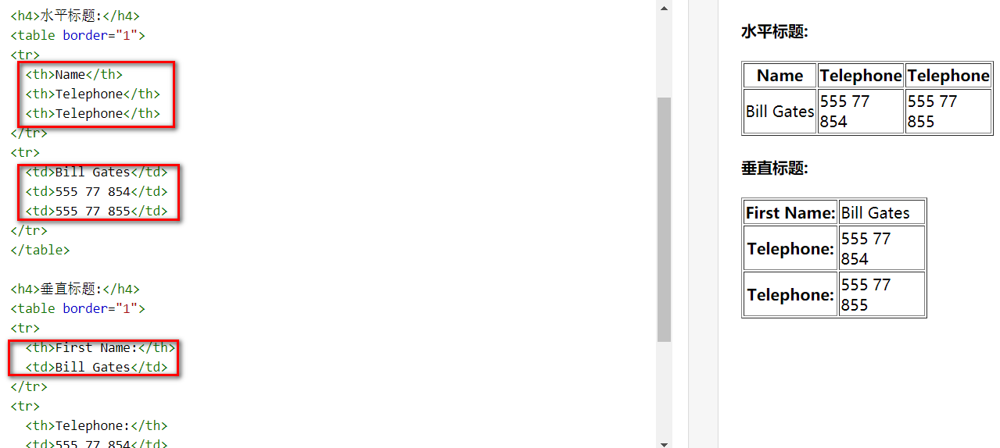 <h4>水平标题:</h4>
<table border="1">
<tr>
<th>Name</th>
<th>Telephone</th>
<th>Telephone</th>
</tr>
<tr>
<td>Bill Gates</td>
<td>555 77 854</td>
<td>555 77 855</td>
</tr>
</table>
<h4>垂直标题:</h4>
<table border="1">
<tr>
<th>First Name:</th>
<td>Bill Gates</td>
</tr>
<tr>
<th>Telephone:</th>
<td>555 77 854</td>
水平标题:
Name Telephone Telephone
Bill Gates 555 77 854 555 77 855
垂直标题:
First Name: Bill Gates
Telephone: 555 77 854
Telephone: 555 77 855